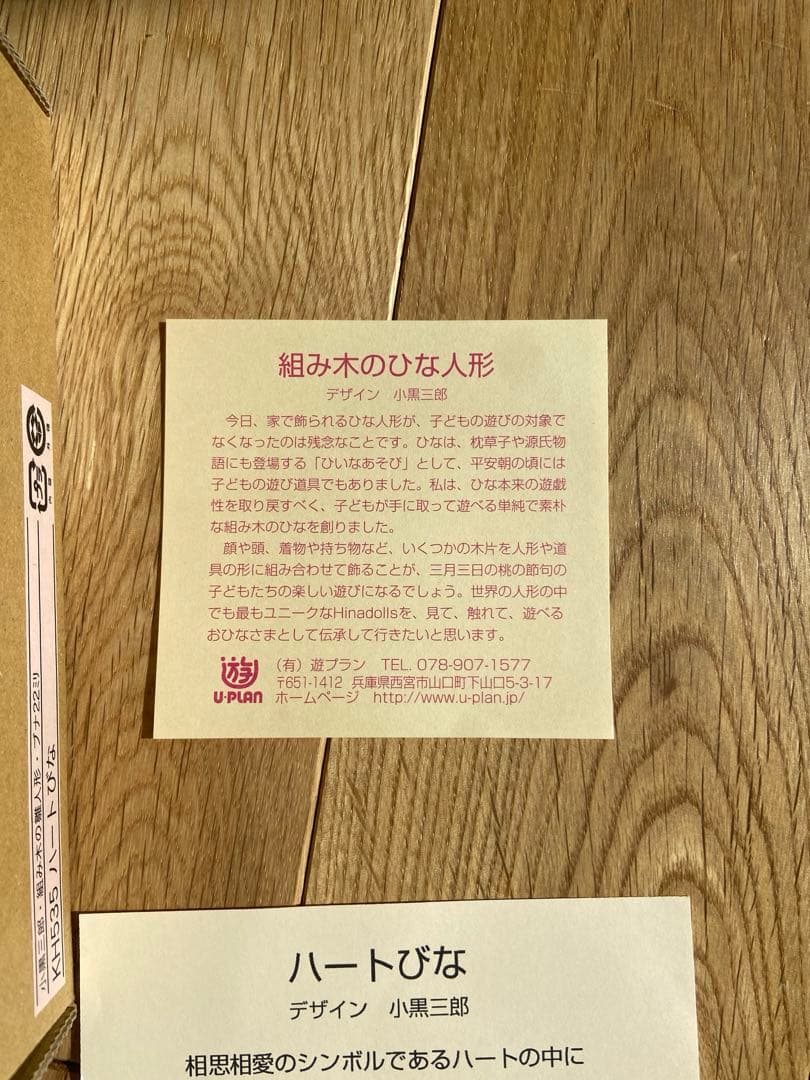 組み木のひな人形
デザイン 小黒三郎
今日、家で飾られるひな人形が、子どもの遊びの対象で
なくなったのは残念なことです。ひなは、枕草子や源氏物
語にも登場する「ひいなあそび」として、平安朝の頃には
子どもの遊び道具でもありました。私は、ひな本来の遊戯
性を取り戻すべく、子どもが手に取って遊べる単純で素朴
な組み木のひなを創りました。
顔や頭、着物や持ち物など、いくつかの木片を人形や道
具の形に組み合わせて飾ることが、三月三日の桃の節句の
子どもたちの楽しい遊びになるでしょう。世界の人形の中
でも最もユニークなHinadollsを、見て、触れて、遊べる
おひなさまとして伝承して行きたいと思います。
遊
U-PLAN
(有)遊プラン TEL. 078-907-1577
〒651-1412 兵庫県西宮市山口町下山口5-3-17
ホームページ http://www.u-plan.jp/
小黒三郎・組み木の雛人形・ブナ22ミリ
KH535 ハートびな
ハートびな
デザイン 小黒三郎
相思相愛のシンボルであるハートの中に